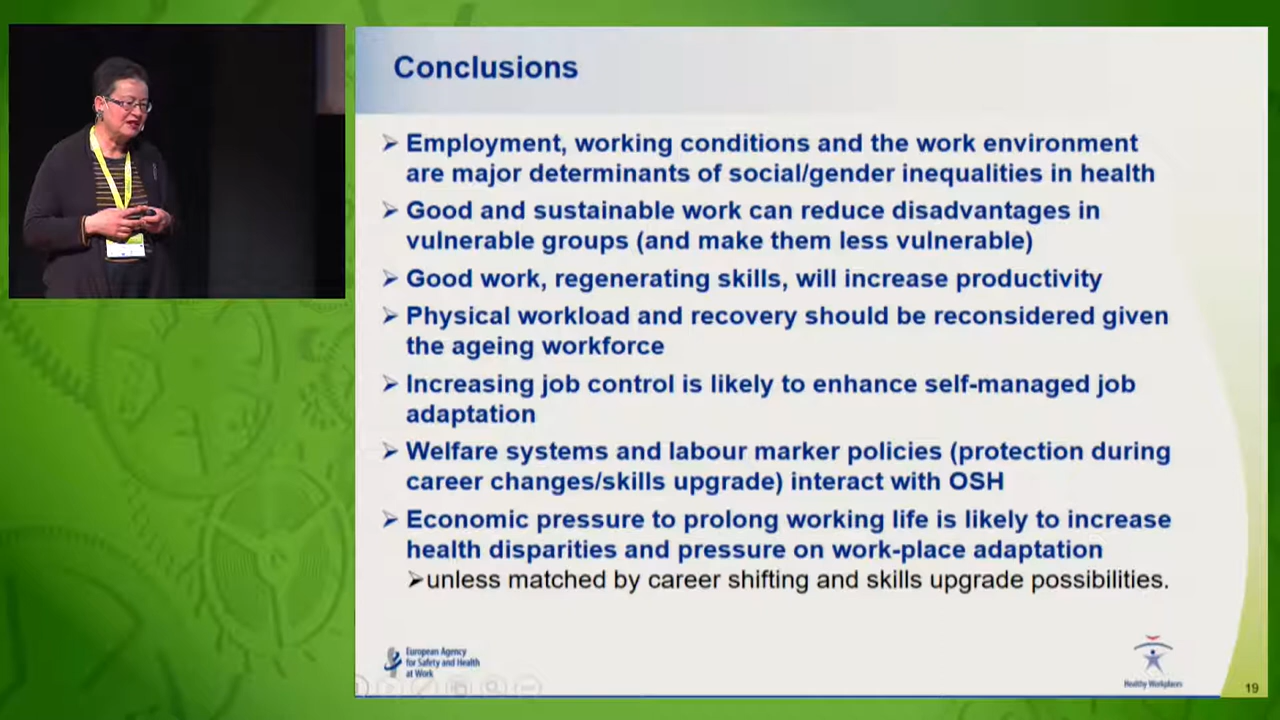 Conclusions
➢ Employment, working conditions and the work environment
are major determinants of social/gender inequalities in health
➢ Good and sustainable work can reduce disadvantages in
vulnerable groups (and make them less vulnerable)
➢ Good work, regenerating skills, will increase productivity
➢ Physical workload and recovery should be reconsidered given
the ageing workforce
➢ Increasing job control is likely to enhance self-managed job
adaptation
➢ Welfare systems and labour marker policies (protection during
career changes/skills upgrade) interact with OSH
➢ Economic pressure to prolong working life is likely to increase
health disparities and pressure on work-place adaptation
➢unless matched by career shifting and skills upgrade possibilities.
European Agency
for Safety and Health
at Work
Healthy Workplaces
19